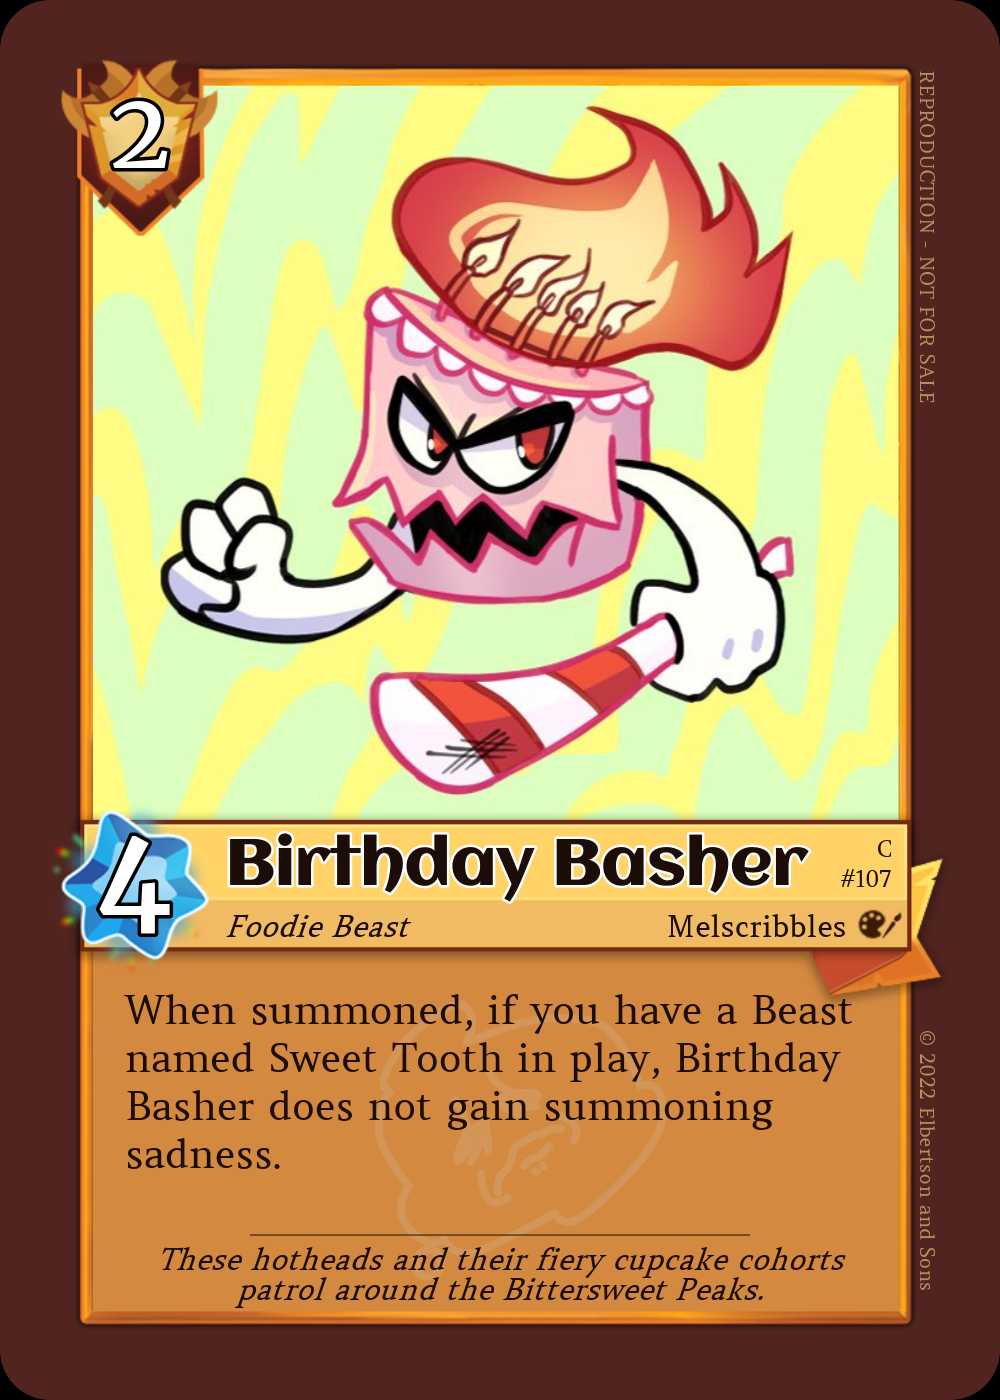 2
REPRODUCTION - NOT FOR SALE
4
Birthday Basher
C
#107
Foodie Beast
Melscribbles
When summoned, if you have a Beast
named Sweet Tooth in play, Birthday
Basher does not gain summoning
sadness.
These hotheads and their fiery cupcake cohorts
patrol around the Bittersweet Peaks.
© 2022 Elbertson and Sons